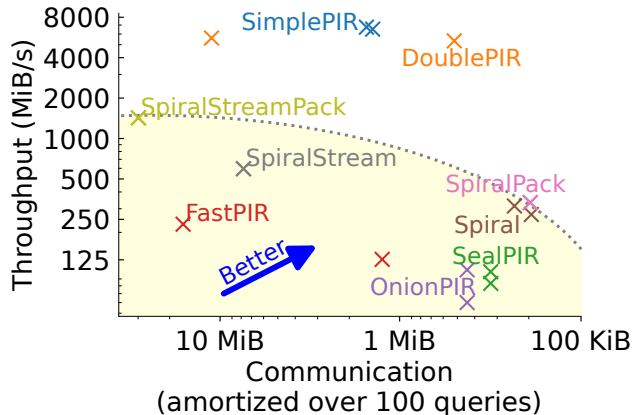 8000
SimplePIR
DoublePIR
4000
2000
SpiralStreamPack
1000
SpiralStream
500
SpiralPack
FastPIR
250
Spiral
Better
SealPIR
125
OnionPIR
Throughput (MiB/s)
10 MiB
1 MiB
100 KiB
Communication
(amortized over 100 queries)